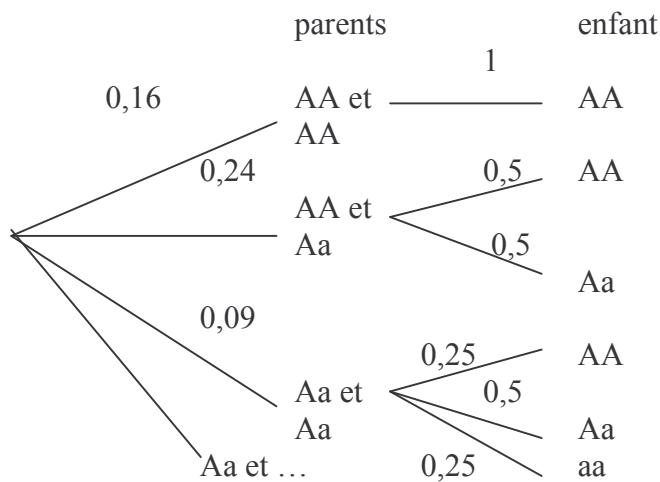 parents enfant
1
0,16 AA et AA
AA
0,24 0,5 AA
AA et
Aa 0,5
Aa
0,09
0,25 AA
Aa et 0,5
Aa Aa
Aa et … 0,25 aa